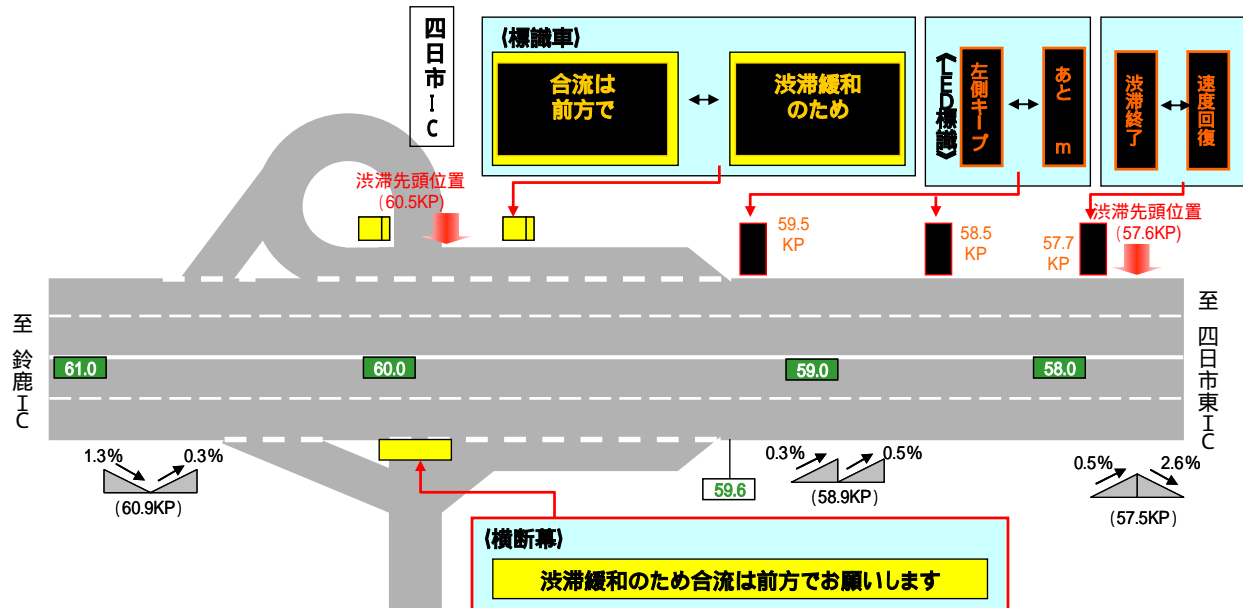 四日市IC
(標識車)
合流は
前方で
渋滞緩和
のため
《LED標識》
左側キープ
あと　m
渋滞終了
速度回復
渋滞先頭位置
(60.5KP)
59.5
KP
58.5
KP
57.7
KP
渋滞先頭位置
(57.6KP)
至 鈴鹿IC
至 四日市東IC
61.0
60.0
59.0
58.0
1.3%
0.3%
(60.9KP)
59.6
0.3%
0.5%
(58.9KP)
0.5%
2.6%
(57.5KP)
(横断幕)
渋滞緩和のため合流は前方でお願いします